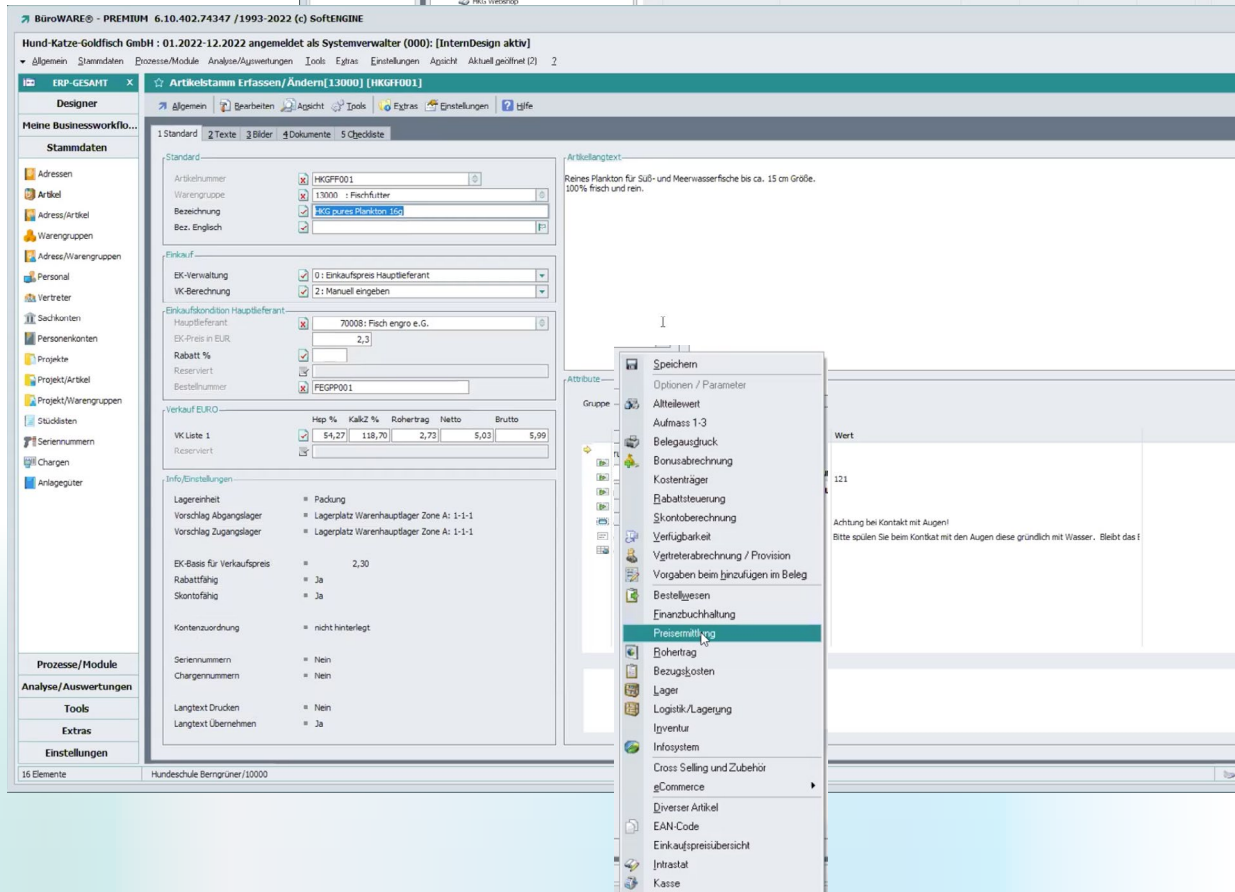 HKG Webshop
BüroWARE® - PREMIUM 6.10.402.74347 /1993-2022 (c) SoftENGINE
Hund-Katze-Goldfisch GmbH : 01.2022-12.2022 angemeldet als Systemverwalter (000): [InternDesign aktiv]
Allgemein Stammdaten Prozesse/Module Analyse/Auswertungen Tools Extras Einstellungen Ansicht Aktuell geöffnet (2) ?
ERP-GESAMT X
Artikelstamm Erfassen/Ändern[13000] [HKGFF001]
Designer
Allgemein Bearbeiten Ansicht Tools Extras Einstellungen Hilfe
Meine Businessworkflo...
1 Standard 2 Texte 3 Bilder 4 Dokumente 5 Checkliste
Stammdaten
Adressen
Artikel
Adress/Artikel
Warengruppen
Adress/Warengruppen
Personal
Vertreter
Sachkonten
Personenkonten
Projekte
Projekt/Artikel
Projekt/Warengruppen
Stücklisten
Seriennummern
Chargen
Anlagegüter
Prozesse/Module
Analyse/Auswertungen
Tools
Extras
Einstellungen
16 Elemente
Hundeschule Berngrüner/10000
Standard
Artikelnummer HKGFF001
Warengruppe 13000 : Fischfutter
Bezeichnung HKG pures Plankton 16g
Bez. Englisch
Einkauf
EK-Verwaltung 0 : Einkaufspreis Hauptlieferant
VK-Berechnung 2 : Manuell eingeben
Einkaufskondition Hauptlieferant
Hauptlieferant 70008: Fisch engro e.G.
EK-Preis in EUR 2,3
Rabatt %
Reserviert
Bestellnummer FEGPP001
Verkauf EURO
Hsp % KalkZ % Rohertrag Netto Brutto
VK Liste 1 54,27 118,70 2,73 5,03 5,99
Reserviert
Info/Einstellungen
Lagereinheit = Packung
Vorschlag Abgangslager = Lagerplatz Warenhauptlager Zone A: 1-1-1
Vorschlag Zugangslager = Lagerplatz Warenhauptlager Zone A: 1-1-1
EK-Basis für Verkaufspreis = 2,30
Rabattfähig = Ja
Skontofähig = Ja
Kontenzuordnung = nicht hinterlegt
Seriennummern = Nein
Chargennummern = Nein
Langtext Drucken = Nein
Langtext Übernehmen = Ja
Artikellangtext
Reines Plankton für Süß- und Meerwasserfische bis ca. 15 cm Größe.
100% frisch und rein.
Attribute
Gruppe
Wert
121
Achtung bei Kontakt mit Augen!
Bitte spülen Sie beim Kontkat mit den Augen diese gründlich mit Wasser. Bleibt das
Speichern
Optionen / Parameter
Altteilewert
Aufmass 1-3
Belegausdruck
Bonusabrechnung
Kostenträger
Rabattsteuerung
Skontoberechnung
Verfügbarkeit
Vertreterabrechnung / Provision
Vorgaben beim hinzufügen im Beleg
Bestellwesen
Finanzbuchhaltung
Preisermittlung
Rohertrag
Bezugskosten
Lager
Logistik/Lagerung
Inventur
Infosystem
Cross Selling und Zubehör
eCommerce
Diverser Artikel
EAN-Code
Einkaufspreisübersicht
Intrastat
Kasse